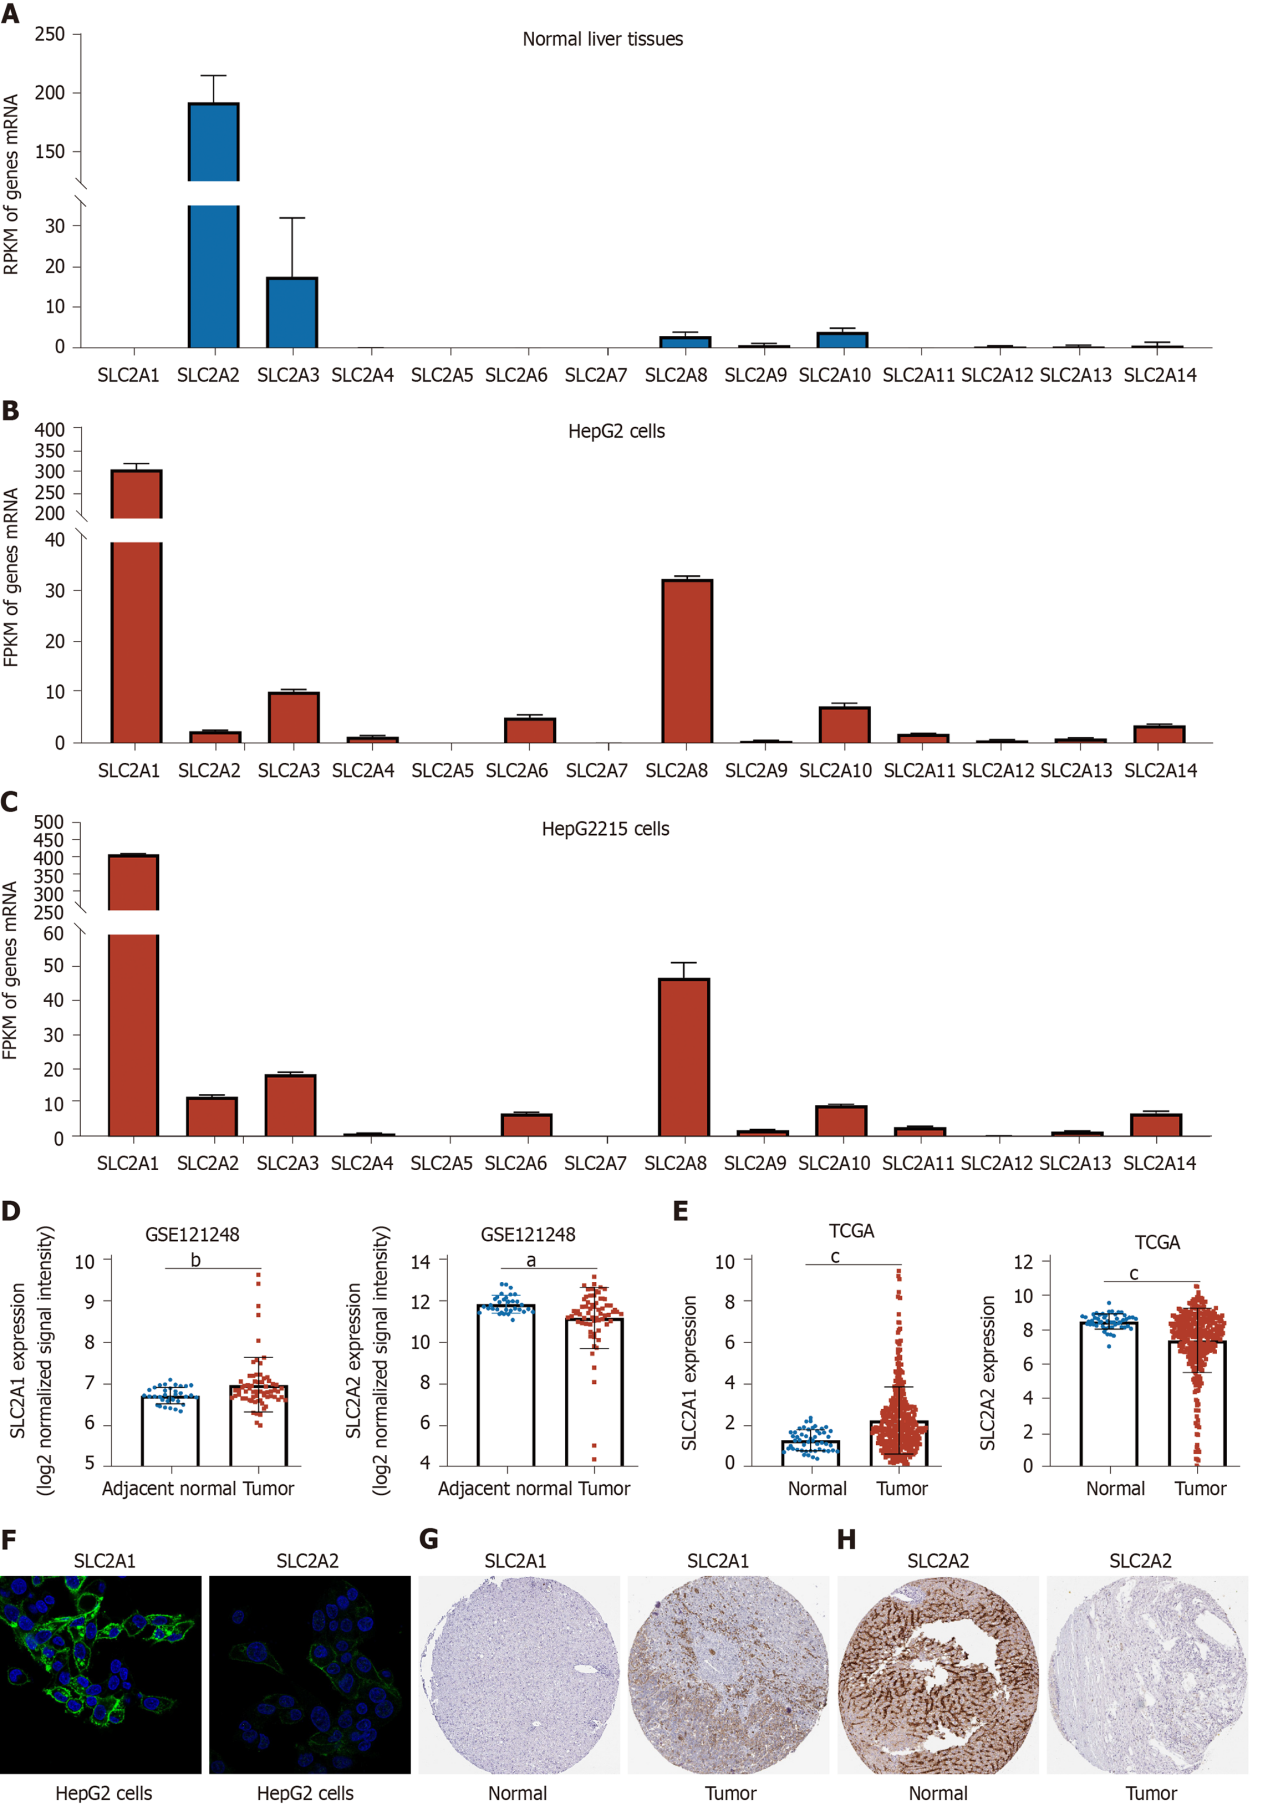 A
Normal liver tissues
RPKM of genes mRNA
250
200
150
30
20
10
0
SLC2A1 SLC2A2 SLC2A3 SLC2A4 SLC2A5 SLC2A6 SLC2A7 SLC2A8 SLC2A9 SLC2A10 SLC2A11 SLC2A12 SLC2A13 SLC2A14
B
HepG2 cells
FPKM of genes mRNA
400
350
300
250
200
40
30
20
10
0
SLC2A1 SLC2A2 SLC2A3 SLC2A4 SLC2A5 SLC2A6 SLC2A7 SLC2A8 SLC2A9 SLC2A10 SLC2A11 SLC2A12 SLC2A13 SLC2A14
C
HepG2215 cells
FPKM of genes mRNA
500
450
400
350
300
250
60
50
40
30
20
10
0
SLC2A1 SLC2A2 SLC2A3 SLC2A4 SLC2A5 SLC2A6 SLC2A7 SLC2A8 SLC2A9 SLC2A10 SLC2A11 SLC2A12 SLC2A13 SLC2A14
D
GSE121248
SLC2A1 expression
(log2 normalized signal intensity)
10
9
8
7
6
5
b
Adjacent normal Tumor
GSE121248
SLC2A2 expression
(log2 normalized signal intensity)
14
12
10
8
6
4
a
Adjacent normal Tumor
E
TCGA
SLC2A1 expression
10
8
6
4
2
0
c
Normal Tumor
TCGA
SLC2A2 expression
12
10
8
6
4
2
0
c
Normal Tumor
F
SLC2A1 SLC2A2
HepG2 cells HepG2 cells
G
SLC2A1 SLC2A1
Normal Tumor
H
SLC2A2 SLC2A2
Normal Tumor